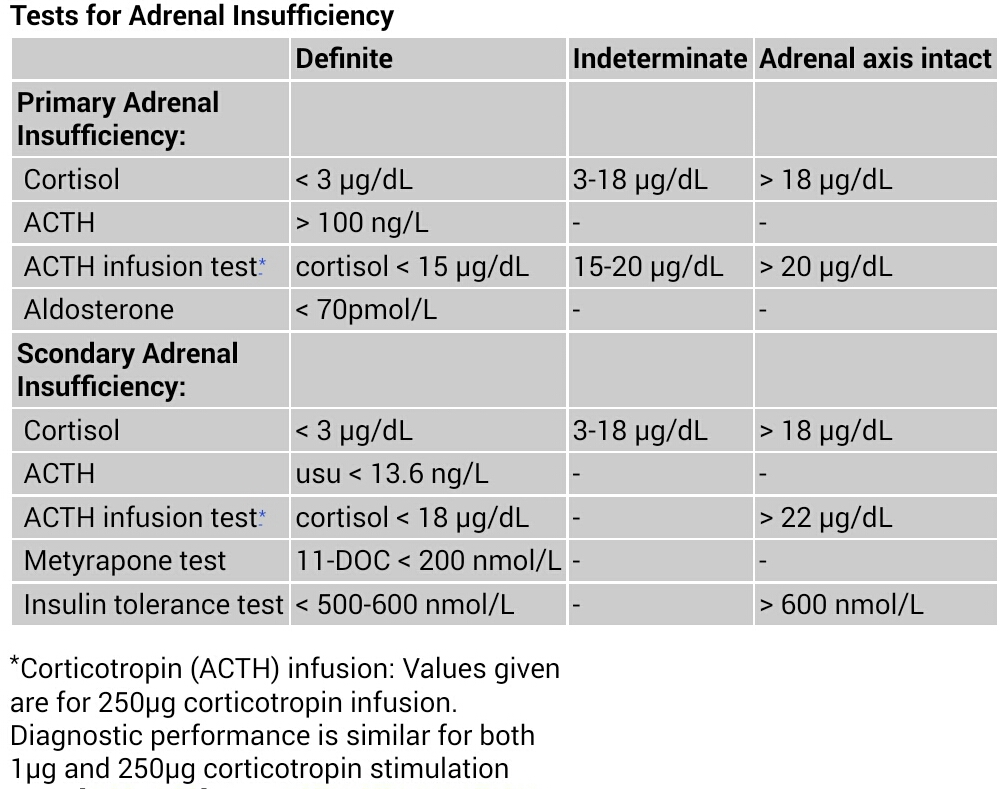 Tests for Adrenal Insufficiency
Definite Indeterminate Adrenal axis intact
Primary Adrenal
Insufficiency:
Cortisol < 3 µg/dL 3-18 µg/dL > 18 µg/dL
ACTH > 100 ng/L - -
ACTH infusion test* cortisol < 15 µg/dL 15-20 µg/dL > 20 µg/dL
Aldosterone < 70pmol/L - -
Scondary Adrenal
Insufficiency:
Cortisol < 3 µg/dL 3-18 µg/dL > 18 µg/dL
ACTH usu < 13.6 ng/L - -
ACTH infusion test* cortisol < 18 µg/dL - > 22 µg/dL
Metyrapone test 11-DOC < 200 nmol/L - -
Insulin tolerance test < 500-600 nmol/L - > 600 nmol/L
*Corticotropin (ACTH) infusion: Values given
are for 250µg corticotropin infusion.
Diagnostic performance is similar for both
1µg and 250µg corticotropin stimulation